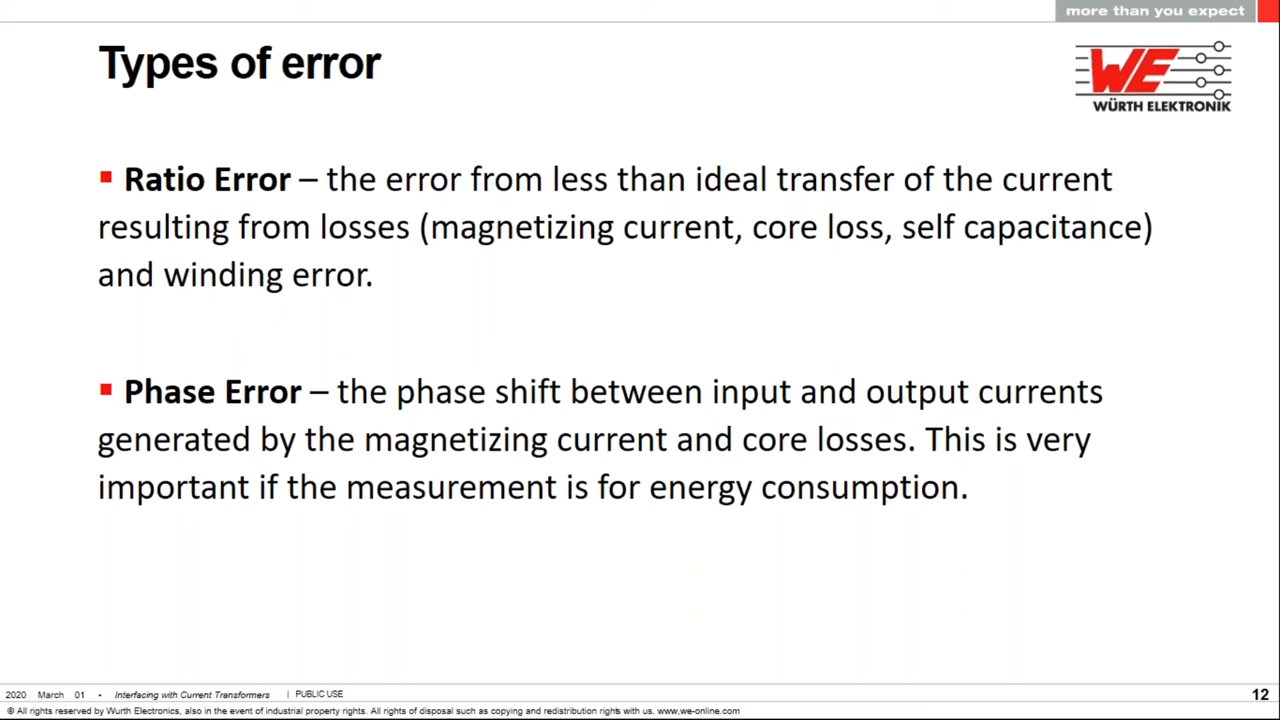 more than you expect
Types of error
WE
WÜRTH ELEKTRONIK
▪ Ratio Error – the error from less than ideal transfer of the current
resulting from losses (magnetizing current, core loss, self capacitance)
and winding error.
▪ Phase Error – the phase shift between input and output currents
generated by the magnetizing current and core losses. This is very
important if the measurement is for energy consumption.
2020 March 01 • Interfacing with Current Transformers | PUBLIC USE 12
© All rights reserved by Wurth Electronics, also in the event of industrial property rights. All rights of disposal such as copying and redistribution rights with us. www.we-online.com